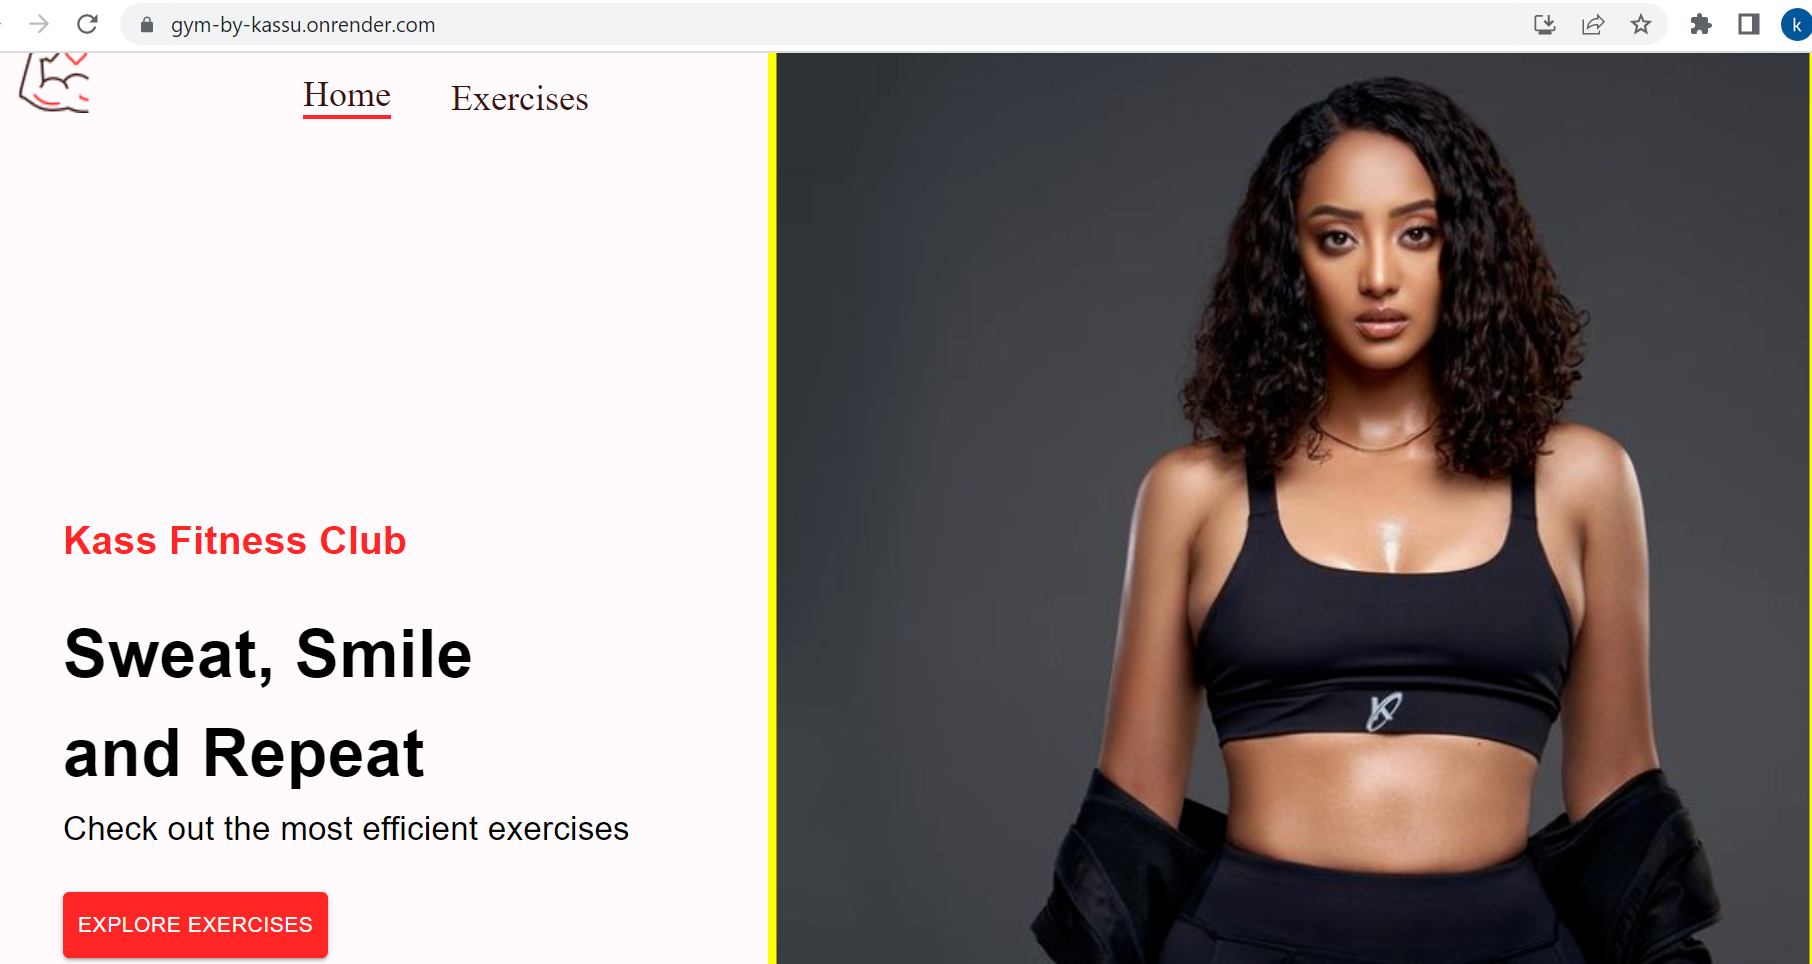 gym-by-kassu.onrender.com
k
Home
Exercises
Kass Fitness Club
Sweat, Smile
and Repeat
Check out the most efficient exercises
EXPLORE EXERCISES
K